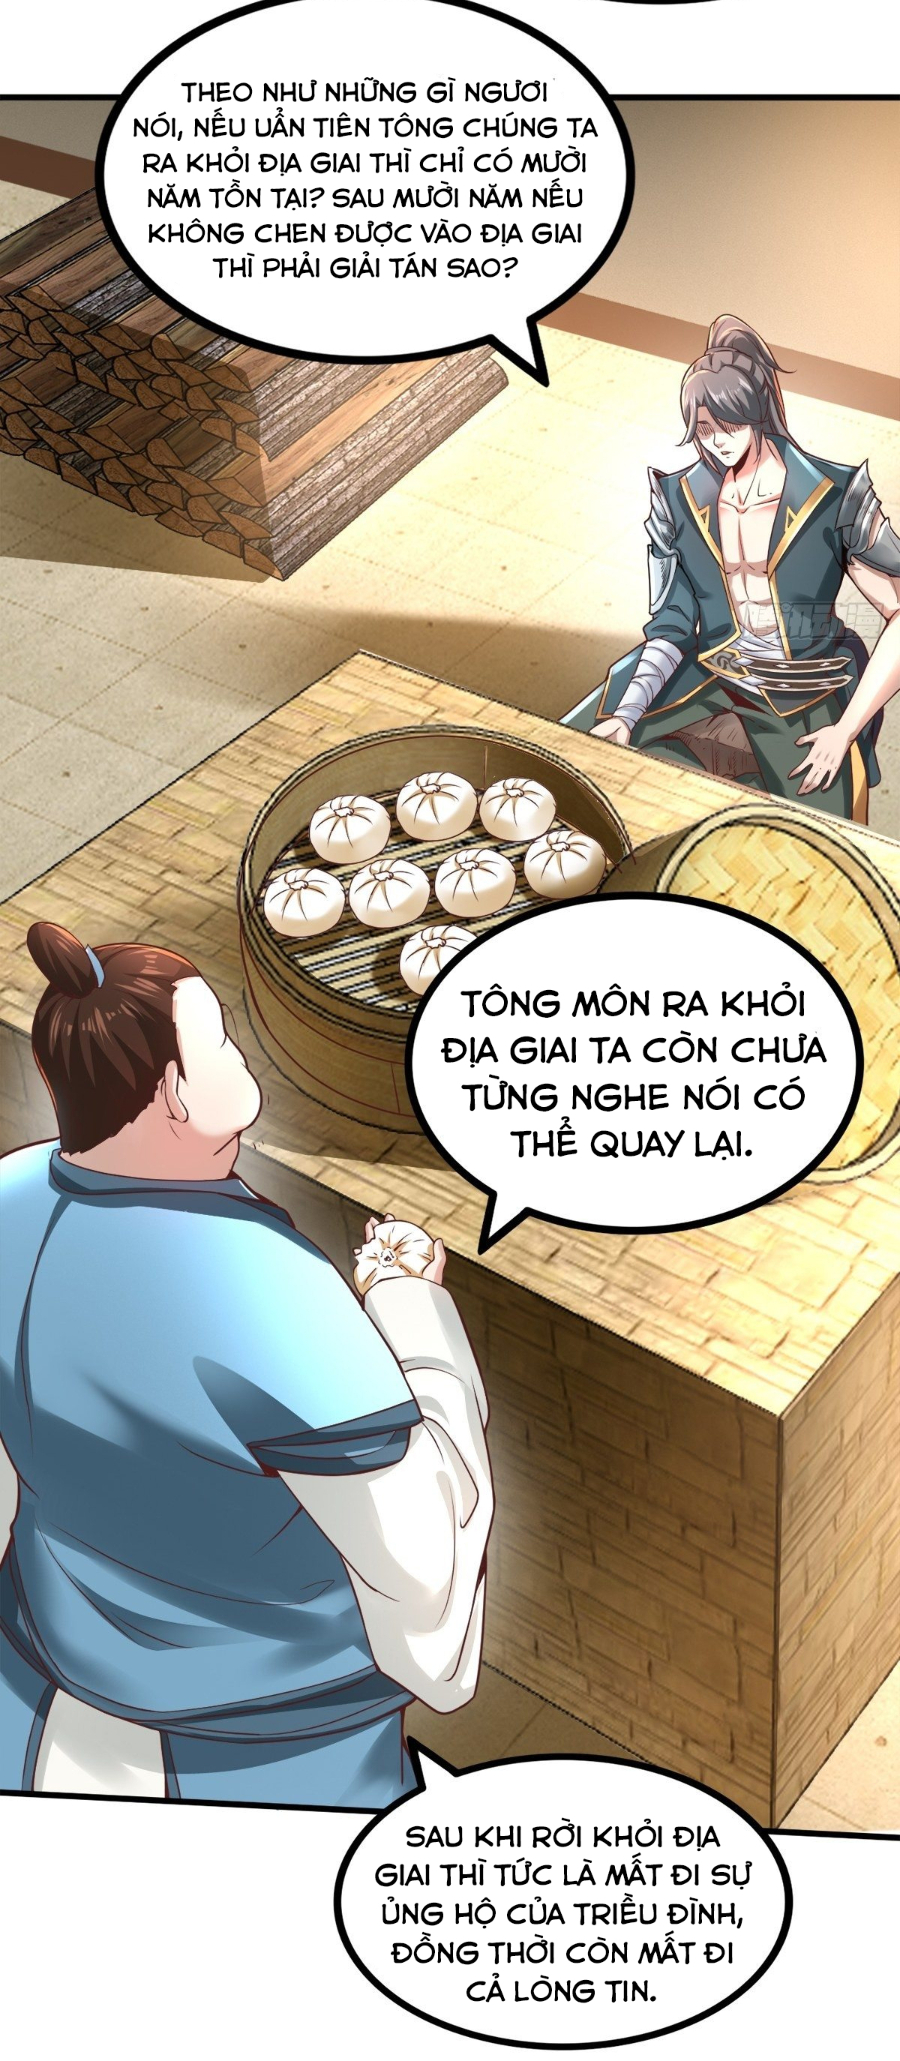 THEO NHƯ NHỮNG GÌ NGƯƠI
NÓI, NẾU UẨN TIÊN TÔNG CHÚNG TA
RA KHỎI ĐỊA GIAI THÌ CHỈ CÓ MƯỜI
NĂM TỒN TẠI? SAU MƯỜI NĂM NẾU
KHÔNG CHEN ĐƯỢC VÀO ĐỊA GIAI
THÌ PHẢI GIẢI TÁN SAO?
TÔNG MÔN RA KHỎI
ĐỊA GIAI TA CÒN CHƯA
TỪNG NGHE NÓI CÓ
THỂ QUAY LẠI.
SAU KHI RỜI KHỎI ĐỊA
GIAI THÌ TỨC LÀ MẤT ĐI SỰ
ỦNG HỘ CỦA TRIỀU ĐÌNH,
ĐỒNG THỜI CÒN MẤT ĐI
CẢ LÒNG TIN.